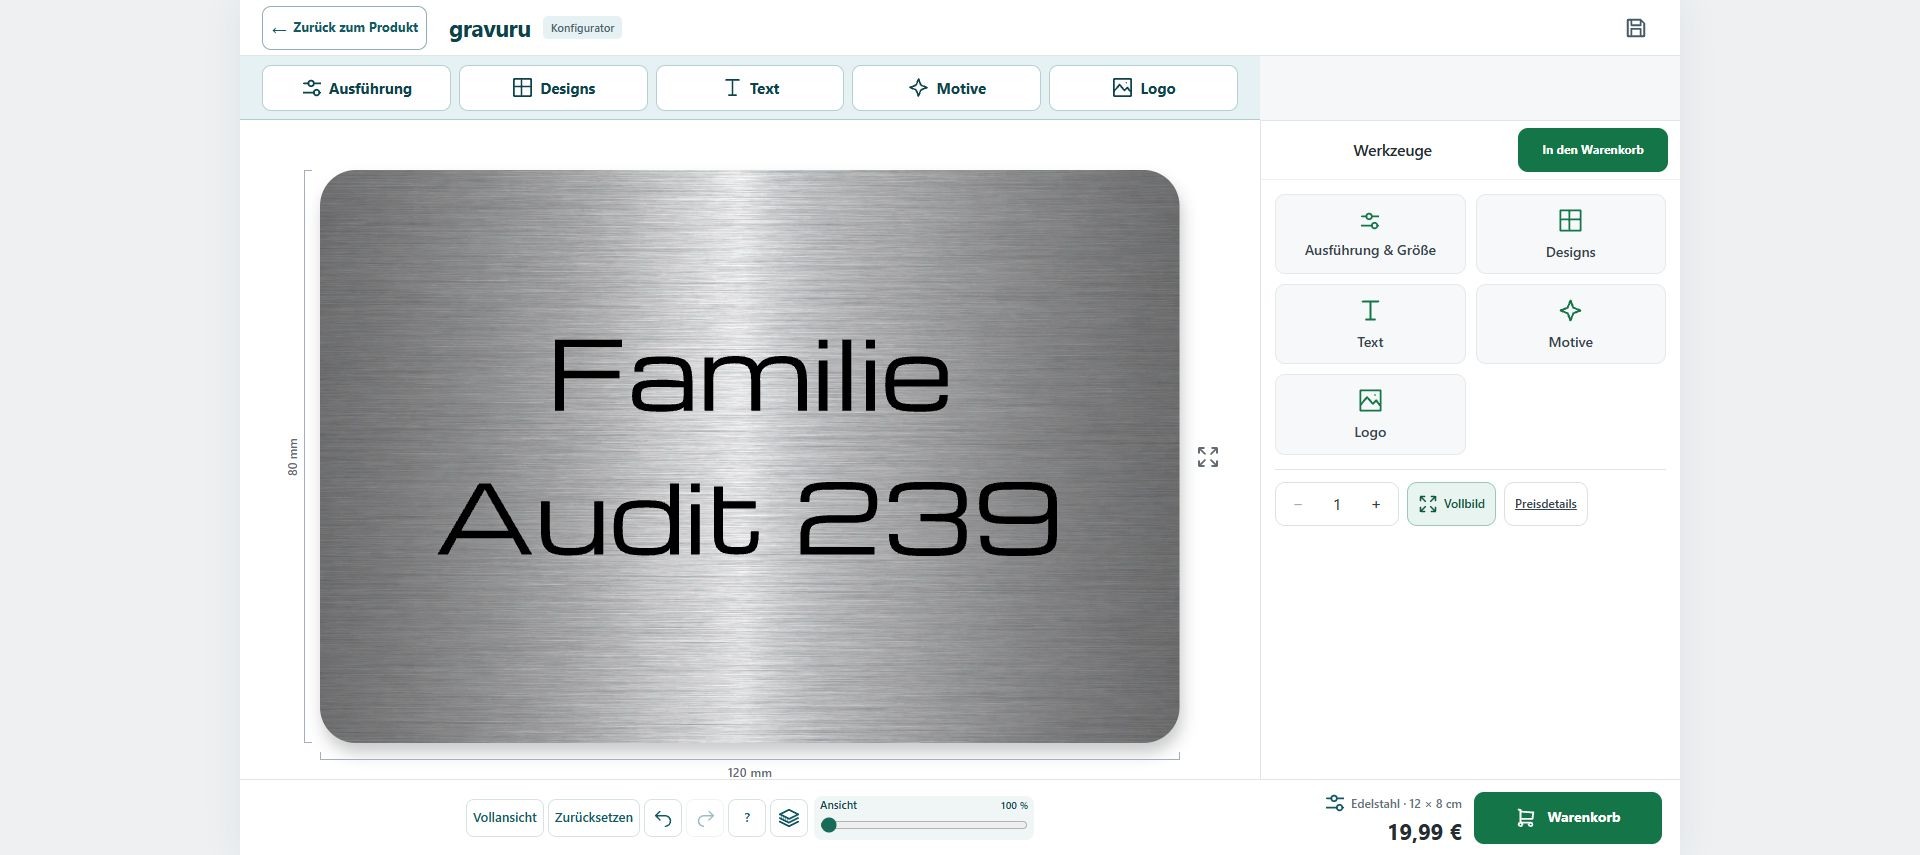 ← Zurück zum Produkt
gravuru
Konfigurator
Ausführung
Designs
Text
Motive
Logo
Werkzeuge
In den Warenkorb
Ausführung & Größe
Designs
Text
Motive
Logo
− 1 +
Vollbild
Preisdetails
80 mm
Familie
Audit 239
120 mm
Vollansicht
Zurücksetzen
?
Ansicht 100 %
Edelstahl · 12 × 8 cm
19,99 €
Warenkorb